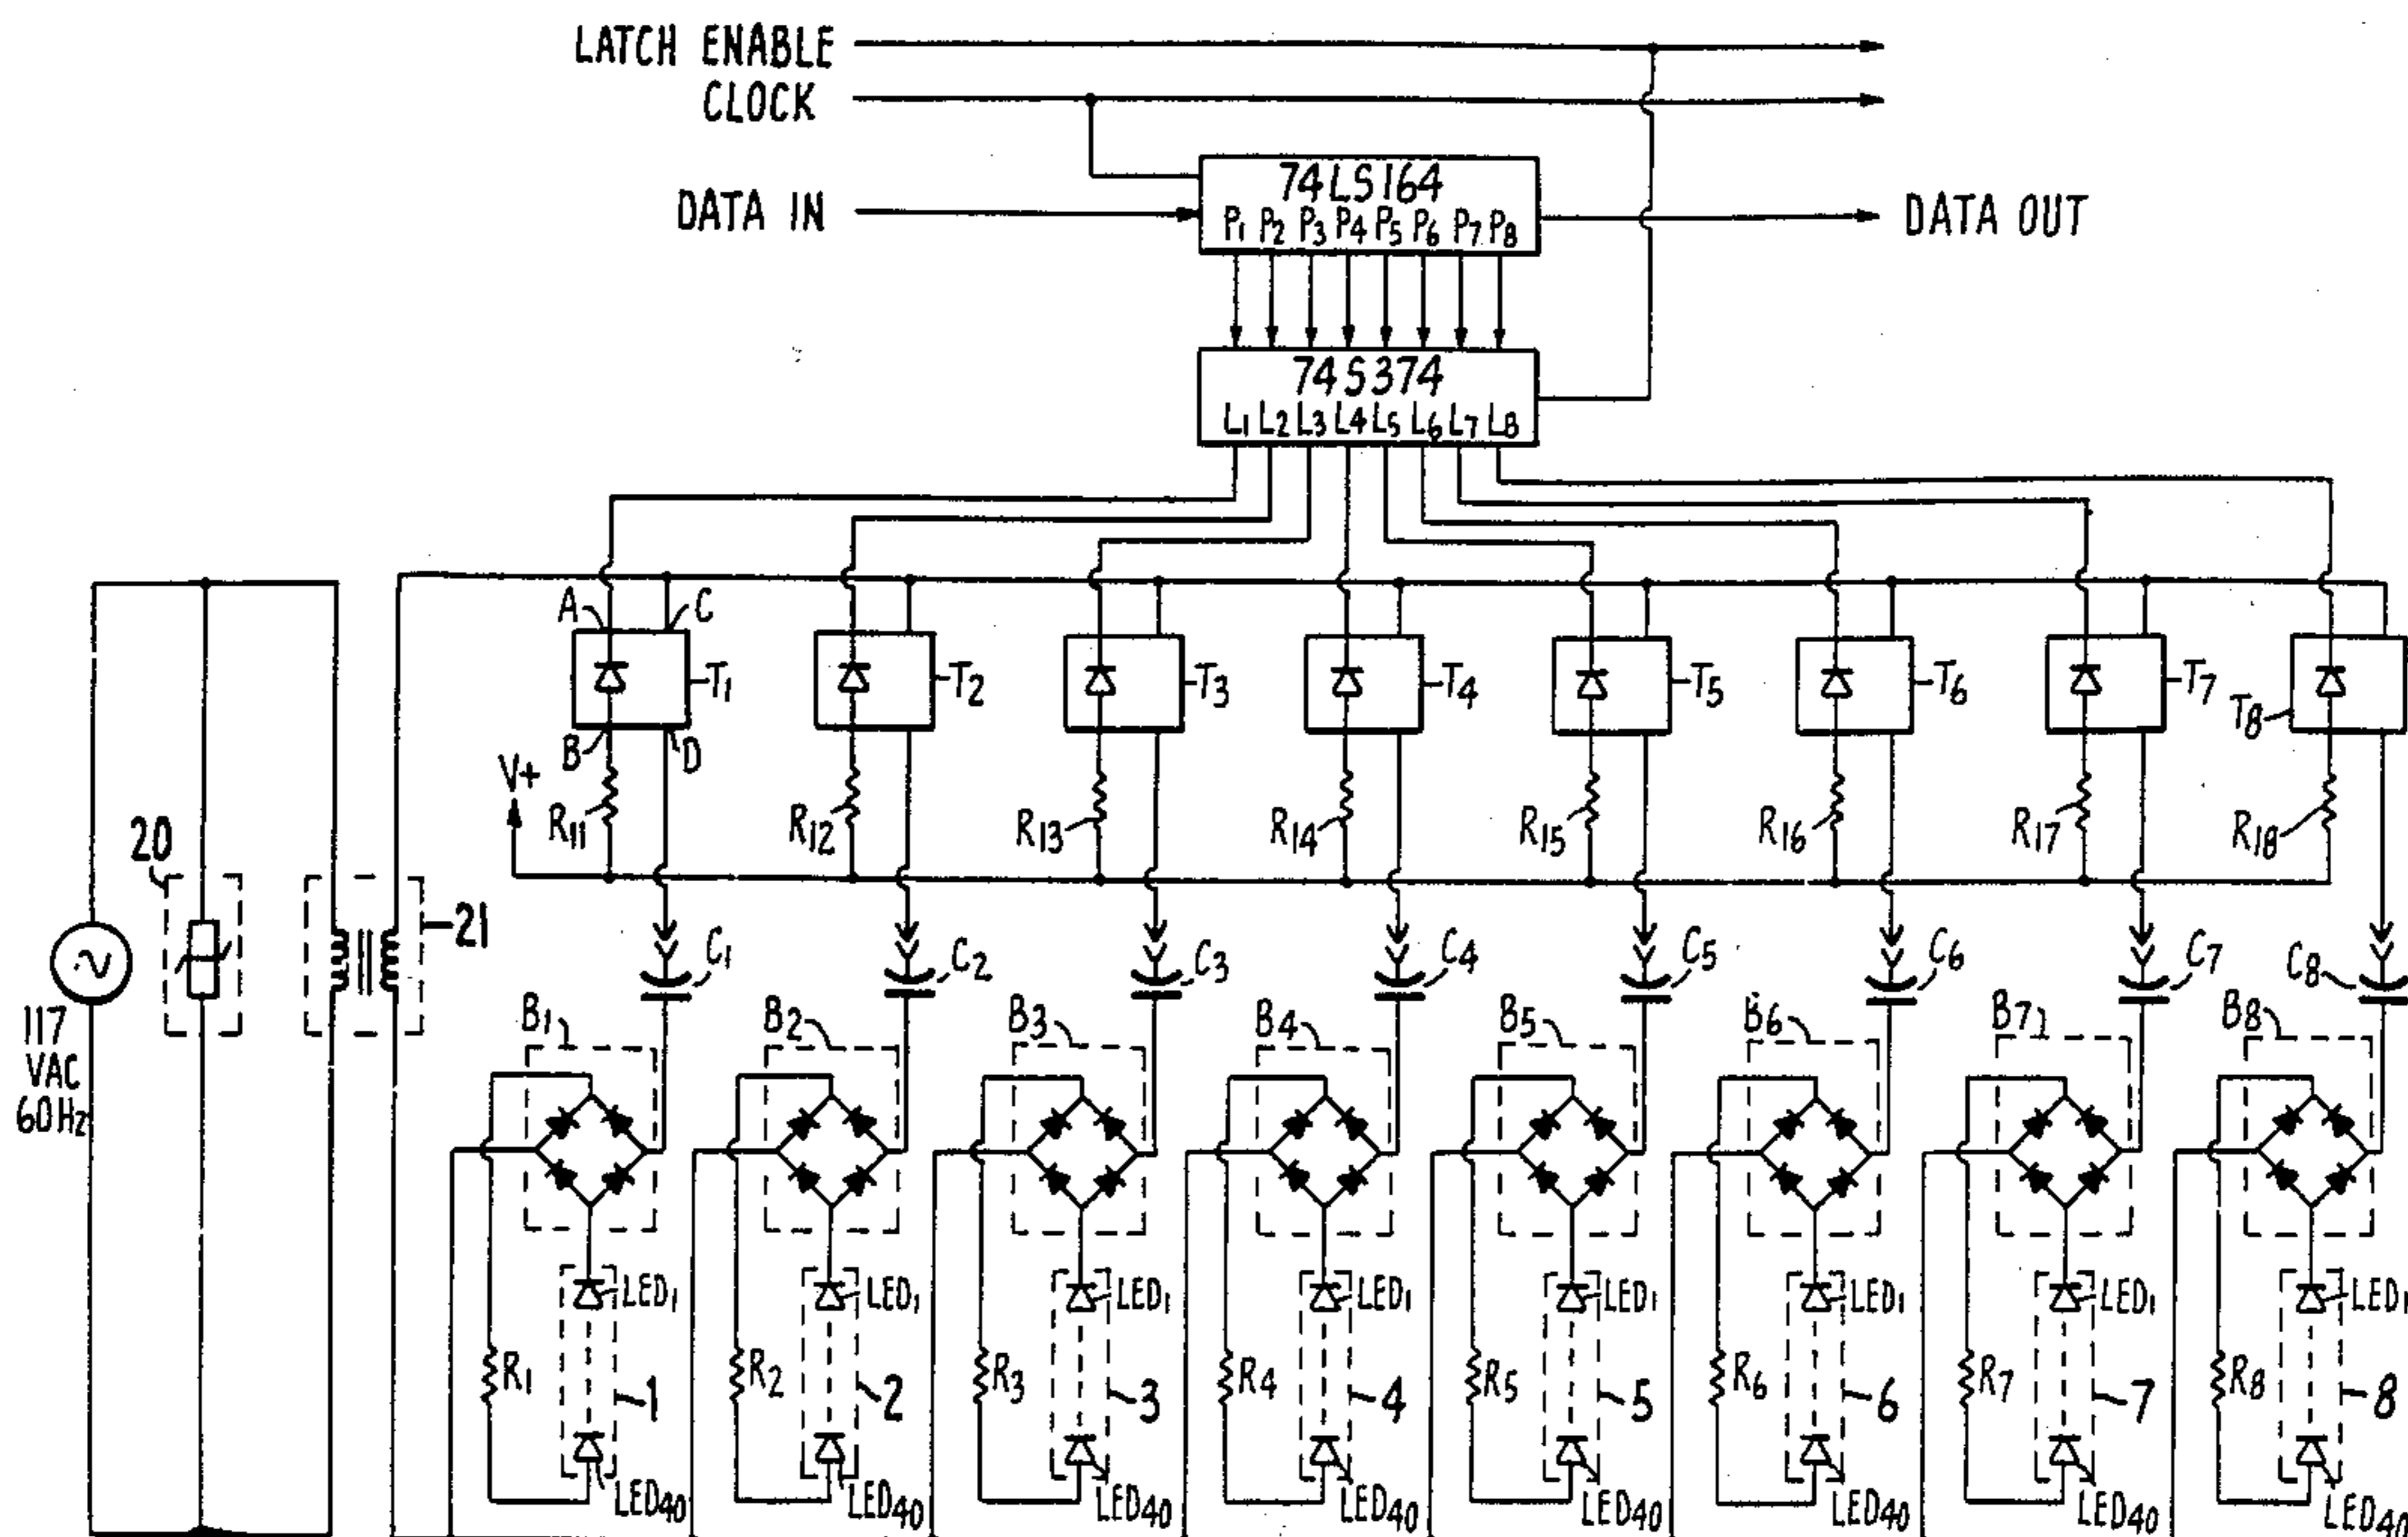 LATCH ENABLE
CLOCK
DATA IN
74LS164
P1 P2 P3 P4 P5 P6 P7 P8
DATA OUT
74S374
L1 L2 L3 L4 L5 L6 L7 L8
A C
T1 T2 T3 T4 T5 T6 T7 T8
B D
V+
R11 R12 R13 R14 R15 R16 R17 R18
20
21
C1 C2 C3 C4 C5 C6 C7 C8
117
VAC
60Hz
B1 B2 B3 B4 B5 B6 B7 B8
LED1 LED1 LED1 LED1 LED1 LED1 LED1 LED1
R1 R2 R3 R4 R5 R6 R7 R8
1 2 3 4 5 6 7 8
LED40 LED40 LED40 LED40 LED40 LED40 LED40 LED40